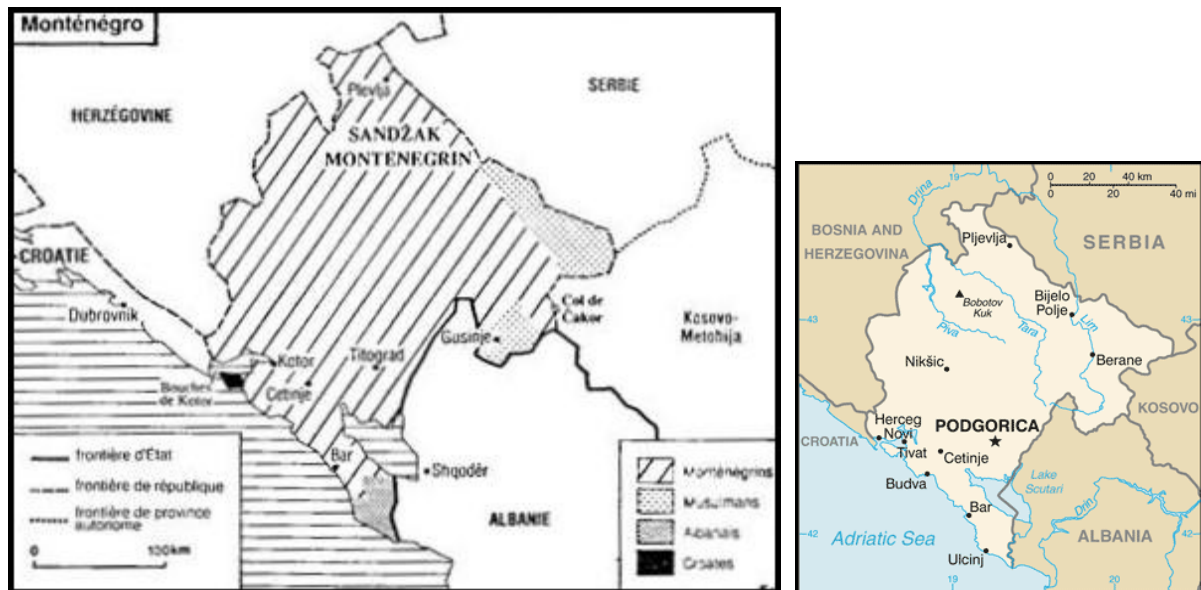 Monténégro
SERBIE
HERZÉGOVINE
Plevlja
SANDŽAK
MONTENEGRIN
CROATIE
Dubrovnik
Col de
Čakor
Kosovo-
Metohija
Gusinje
Kotor
Titograd
Bouches
de Kotor
Cetinje
Bar
Shqodër
ALBANIE
frontière d'État
frontière de république
frontière de province
autonome
0 100km
Monténégrins
Musulmans
Albanais
Croates
19
0 20 40 km
0 20 40 mi
Drina
BOSNIA AND
HERZEGOVINA
Pljevlja
SERBIA
Bobotov
Kuk
Bijelo
Polje
43
43
Piva
Tara
Lim
Nikšic
Berane
KOSOVO
CROATIA
Herceg
Novi
PODGORICA
Tivat
Cetinje
Budva
Lake
Scutari
Bar
Drin
42
42
Adriatic Sea
ALBANIA
Ulcinj
19
20